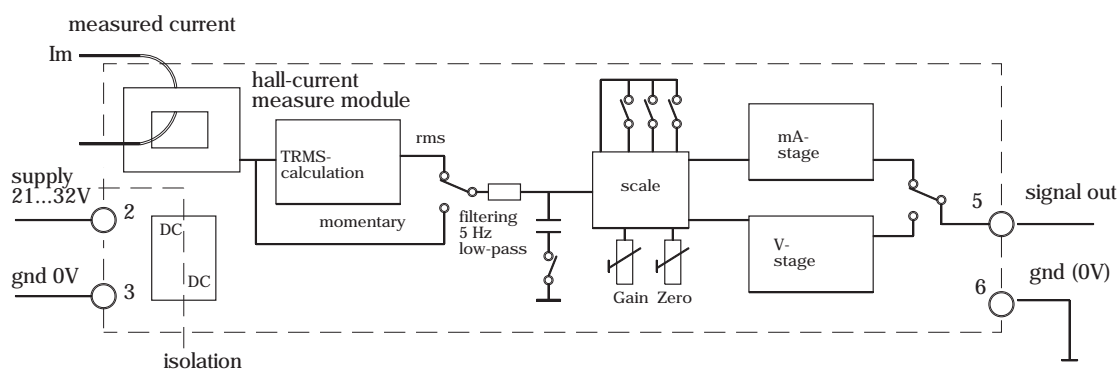 measured current
Im
hall-current
measure module
rms
TRMS-
calculation
mA-
stage
scale
supply
21...32V
2
momentary
filtering
5 Hz
low-pass
5
signal out
DC
DC
V-
stage
gnd 0V
3
Gain
Zero
6
gnd (0V)
isolation